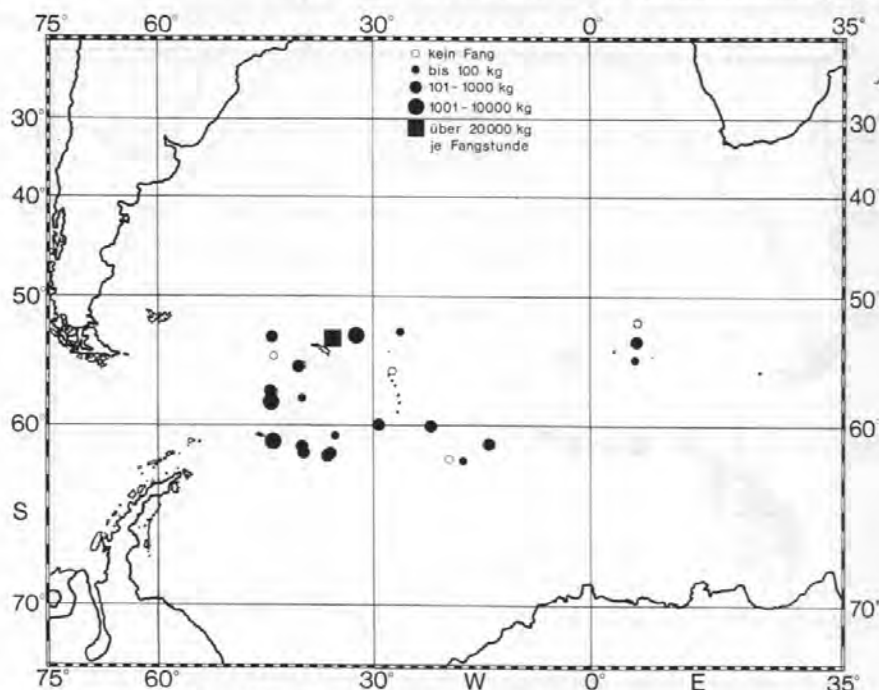 75° 60° 30° 0° 35°
kein Fang
bis 100 kg
101-1000 kg
1001-10000 kg
über 20000 kg
je Fangstunde
30° 30°
40° 40°
50° 50°
60° 60°
S
70° 70°
75° 60° 30° W 0° E 35°